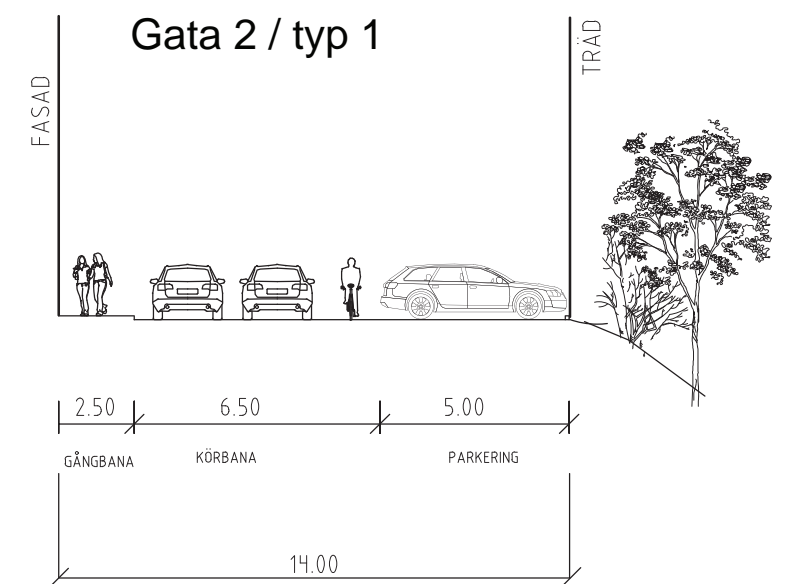 Gata 2 / typ 1
FASAD
TRÄD
2.50 6.50 5.00
GÅNGBANA KÖRBANA PARKERING
14.00